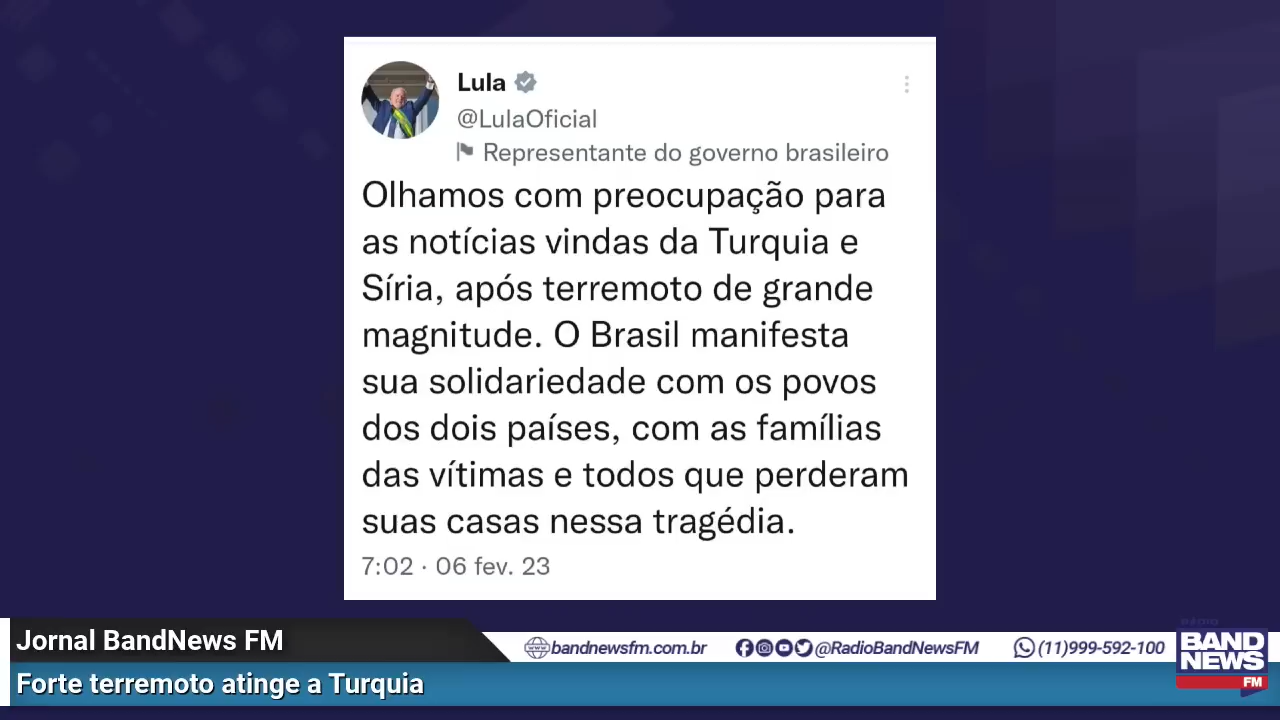 Lula
@LulaOficial
Representante do governo brasileiro
Olhamos com preocupação para
as notícias vindas da Turquia e
Síria, após terremoto de grande
magnitude. O Brasil manifesta
sua solidariedade com os povos
dos dois países, com as famílias
das vítimas e todos que perderam
suas casas nessa tragédia.
7:02 · 06 fev. 23
Jornal BandNews FM
bandnewsfm.com.br
@RadioBandNewsFM
(11)999-592-100
RÁDIO
BAND
NEWS
FM
Forte terremoto atinge a Turquia